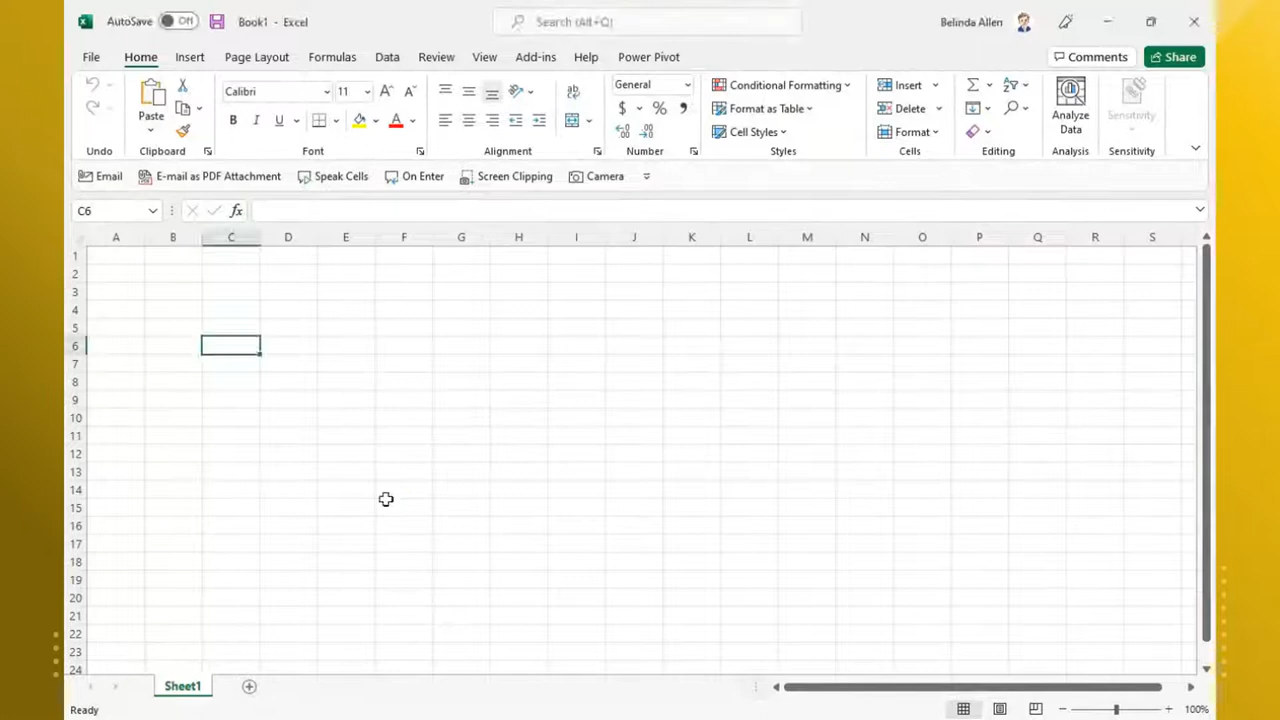 AutoSave Off Book1 - Excel Search (Alt+Q) Belinda Allen
File Home Insert Page Layout Formulas Data Review View Add-ins Help Power Pivot Comments Share
Paste
Calibri 11
B I U A
General
$ % ,
Conditional Formatting
Format as Table
Cell Styles
Insert
Delete
Format
Analyze
Data
Sensitivity
Undo Clipboard Font Alignment Number Styles Cells Editing Analysis Sensitivity
Email E-mail as PDF Attachment Speak Cells On Enter Screen Clipping Camera
C6 fx
A B C D E F G H I J K L M N O P Q R S
1
2
3
4
5
6
7
8
9
10
11
12
13
14
15
16
17
18
19
20
21
22
23
24
Sheet1
Ready 100%